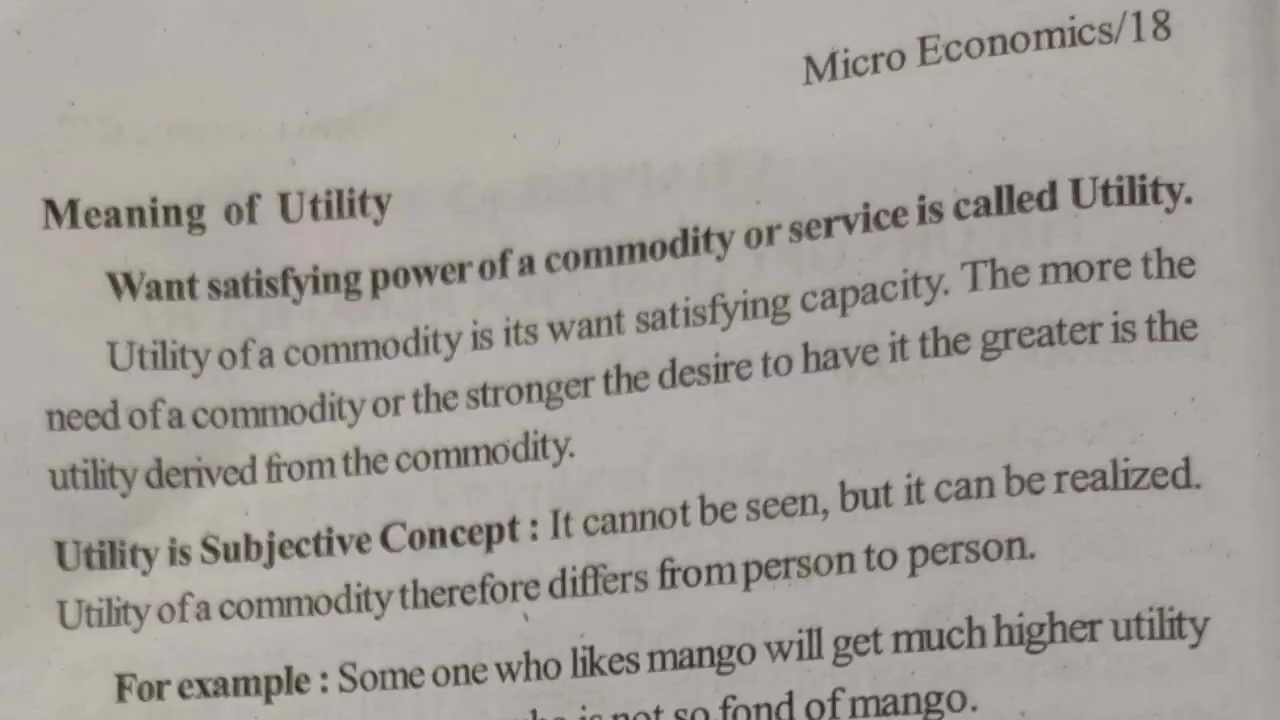 Micro Economics/18
Meaning of Utility
Want satisfying power of a commodity or service is called Utility.
Utility of a commodity is its want satisfying capacity. The more the
need of a commodity or the stronger the desire to have it the greater is the
utility derived from the commodity.
Utility is Subjective Concept : It cannot be seen, but it can be realized.
Utility of a commodity therefore differs from person to person.
For example : Some one who likes mango will get much higher utility
is not so fond of mango.